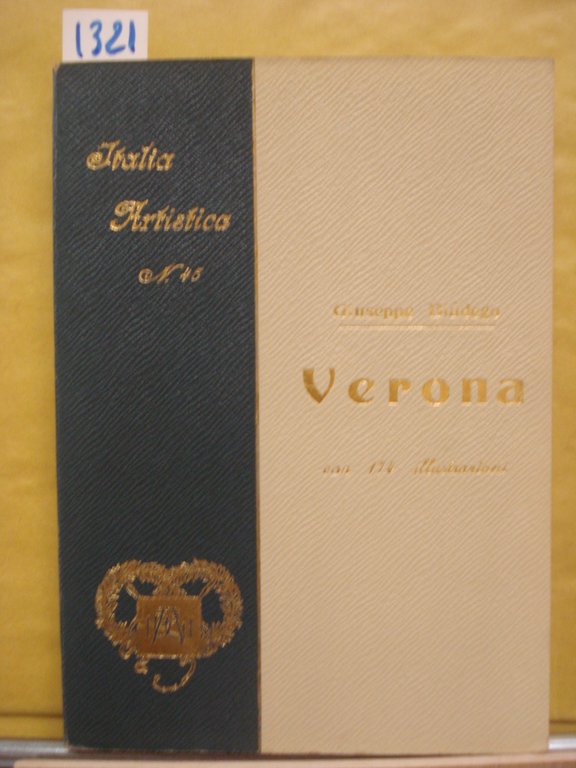 1321
Italia
Artistica
N. 45
Giuseppe Biadego
Verona
con 174 illustrazioni